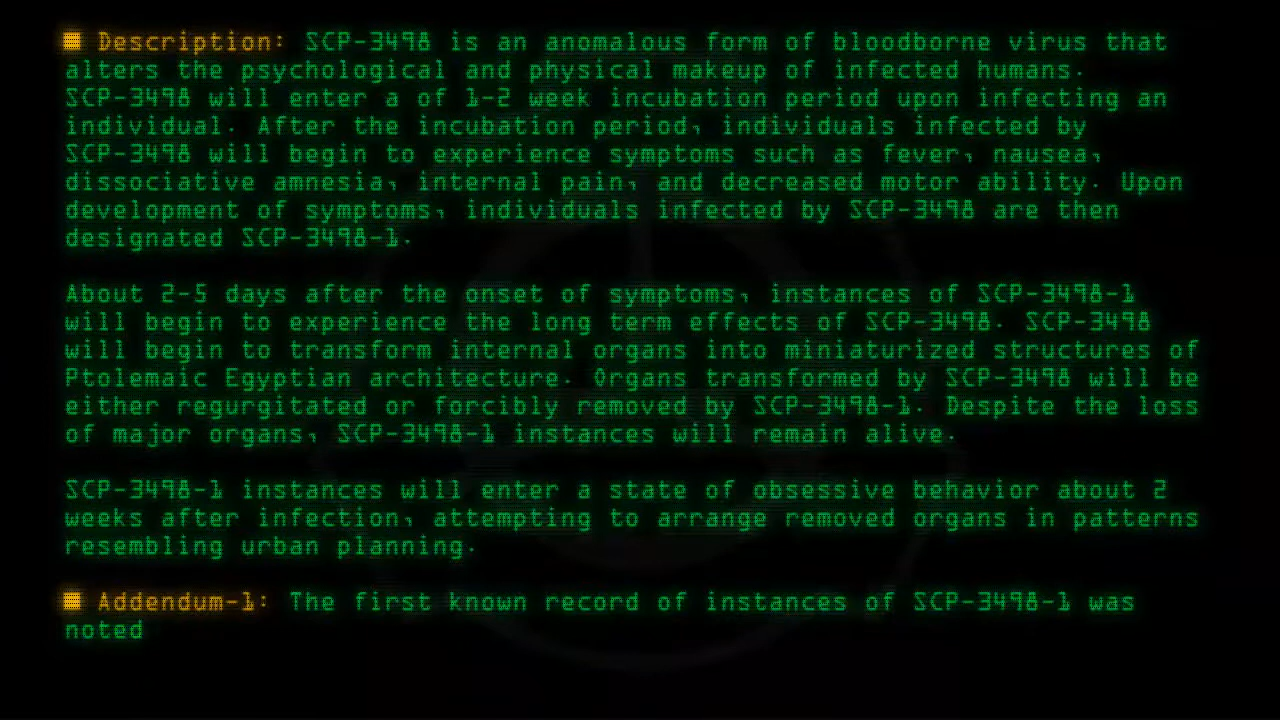 ■ Description: SCP-3498 is an anomalous form of bloodborne virus that
alters the psychological and physical makeup of infected humans.
SCP-3498 will enter a of 1-2 week incubation period upon infecting an
individual. After the incubation period, individuals infected by
SCP-3498 will begin to experience symptoms such as fever, nausea,
dissociative amnesia, internal pain, and decreased motor ability. Upon
development of symptoms, individuals infected by SCP-3498 are then
designated SCP-3498-1.
About 2-5 days after the onset of symptoms, instances of SCP-3498-1
will begin to experience the long term effects of SCP-3498. SCP-3498
will begin to transform internal organs into miniaturized structures of
Ptolemaic Egyptian architecture. Organs transformed by SCP-3498 will be
either regurgitated or forcibly removed by SCP-3498-1. Despite the loss
of major organs, SCP-3498-1 instances will remain alive.
SCP-3498-1 instances will enter a state of obsessive behavior about 2
weeks after infection, attempting to arrange removed organs in patterns
resembling urban planning.
■ Addendum-1: The first known record of instances of SCP-3498-1 was
noted